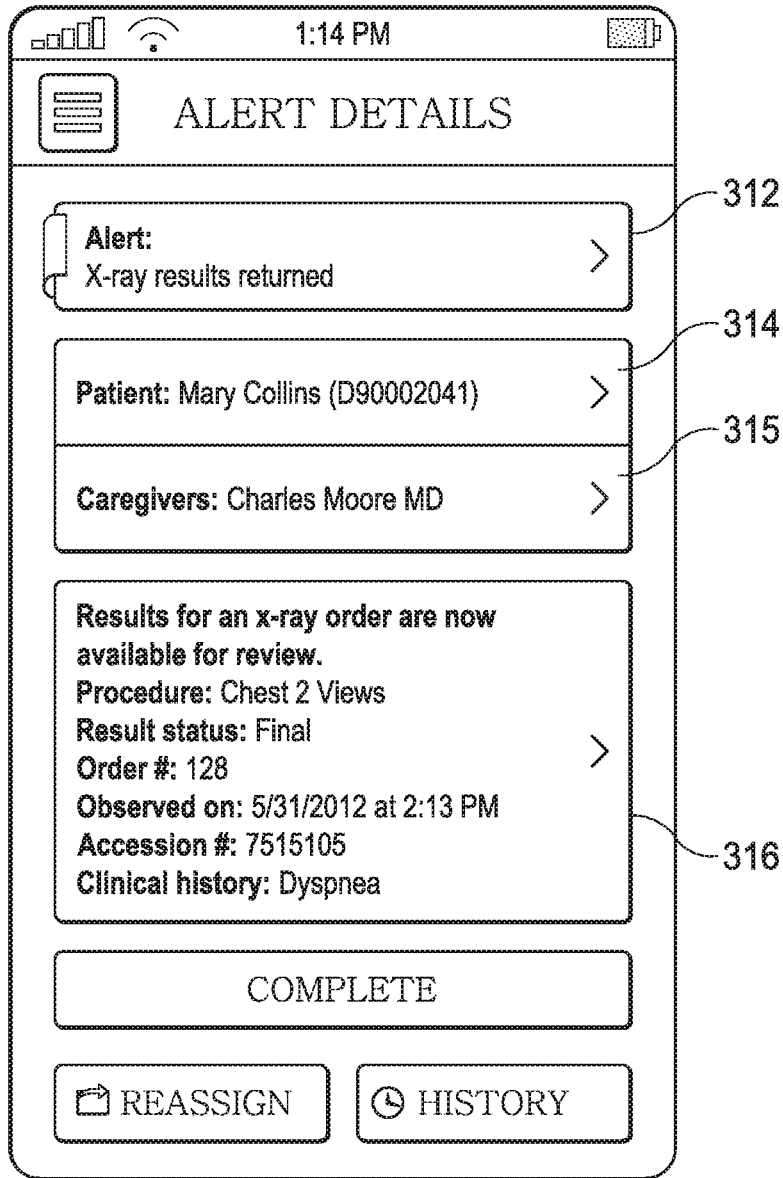 1:14 PM
ALERT DETAILS
312
Alert:
X-ray results returned
314
Patient: Mary Collins (D90002041)
315
Caregivers: Charles Moore MD
Results for an x-ray order are now
available for review.
Procedure: Chest 2 Views
Result status: Final
Order #: 128
Observed on: 5/31/2012 at 2:13 PM
Accession #: 7515105
316
Clinical history: Dyspnea
COMPLETE
REASSIGN
HISTORY